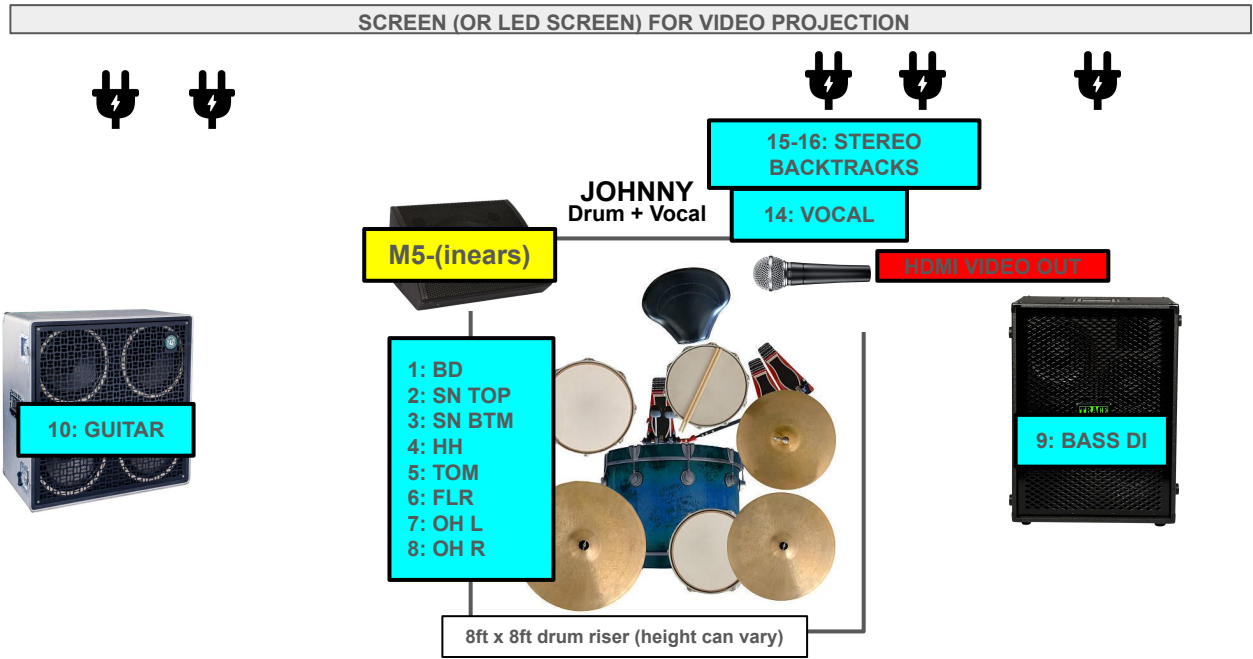 SCREEN (OR LED SCREEN) FOR VIDEO PROJECTION
15-16: STEREO
BACKTRACKS
JOHNNY
Drum + Vocal
14: VOCAL
M5-(inears)
HDMI VIDEO OUT
1: BD
2: SN TOP
3: SN BTM
4: HH
5: TOM
6: FLR
7: OH L
8: OH R
10: GUITAR
TRACE
9: BASS DI
8ft x 8ft drum riser (height can vary)